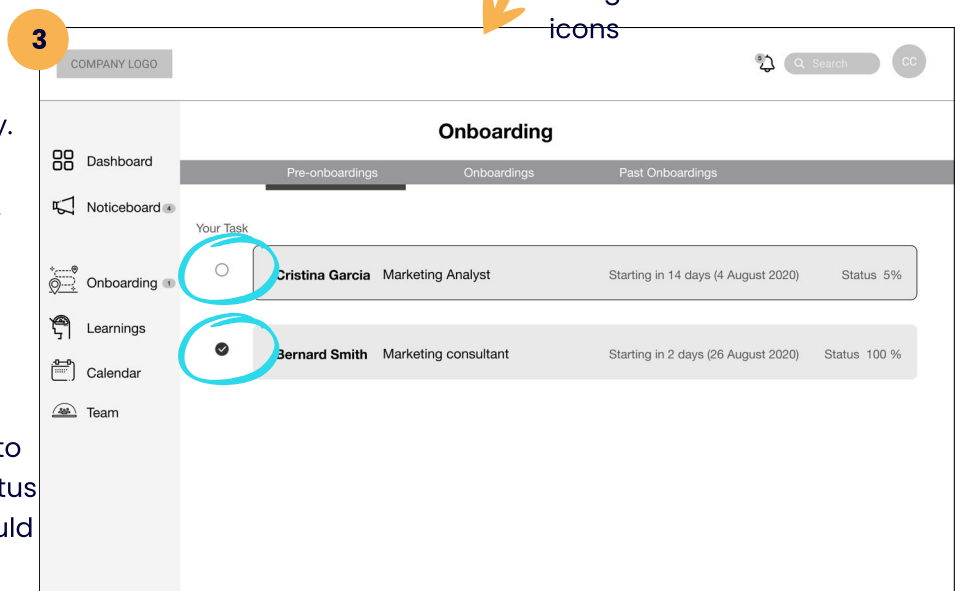 icons
3
COMPANY LOGO
5
Search
CC
y.
Onboarding
Dashboard
Pre-onboardings Onboardings Past Onboardings
Noticeboard 4
Your Task
Onboarding 1
Cristina Garcia Marketing Analyst Starting in 14 days (4 August 2020) Status 5%
Learnings
Bernard Smith Marketing consultant Starting in 2 days (26 August 2020) Status 100 %
Calendar
Team
to
tus
uld